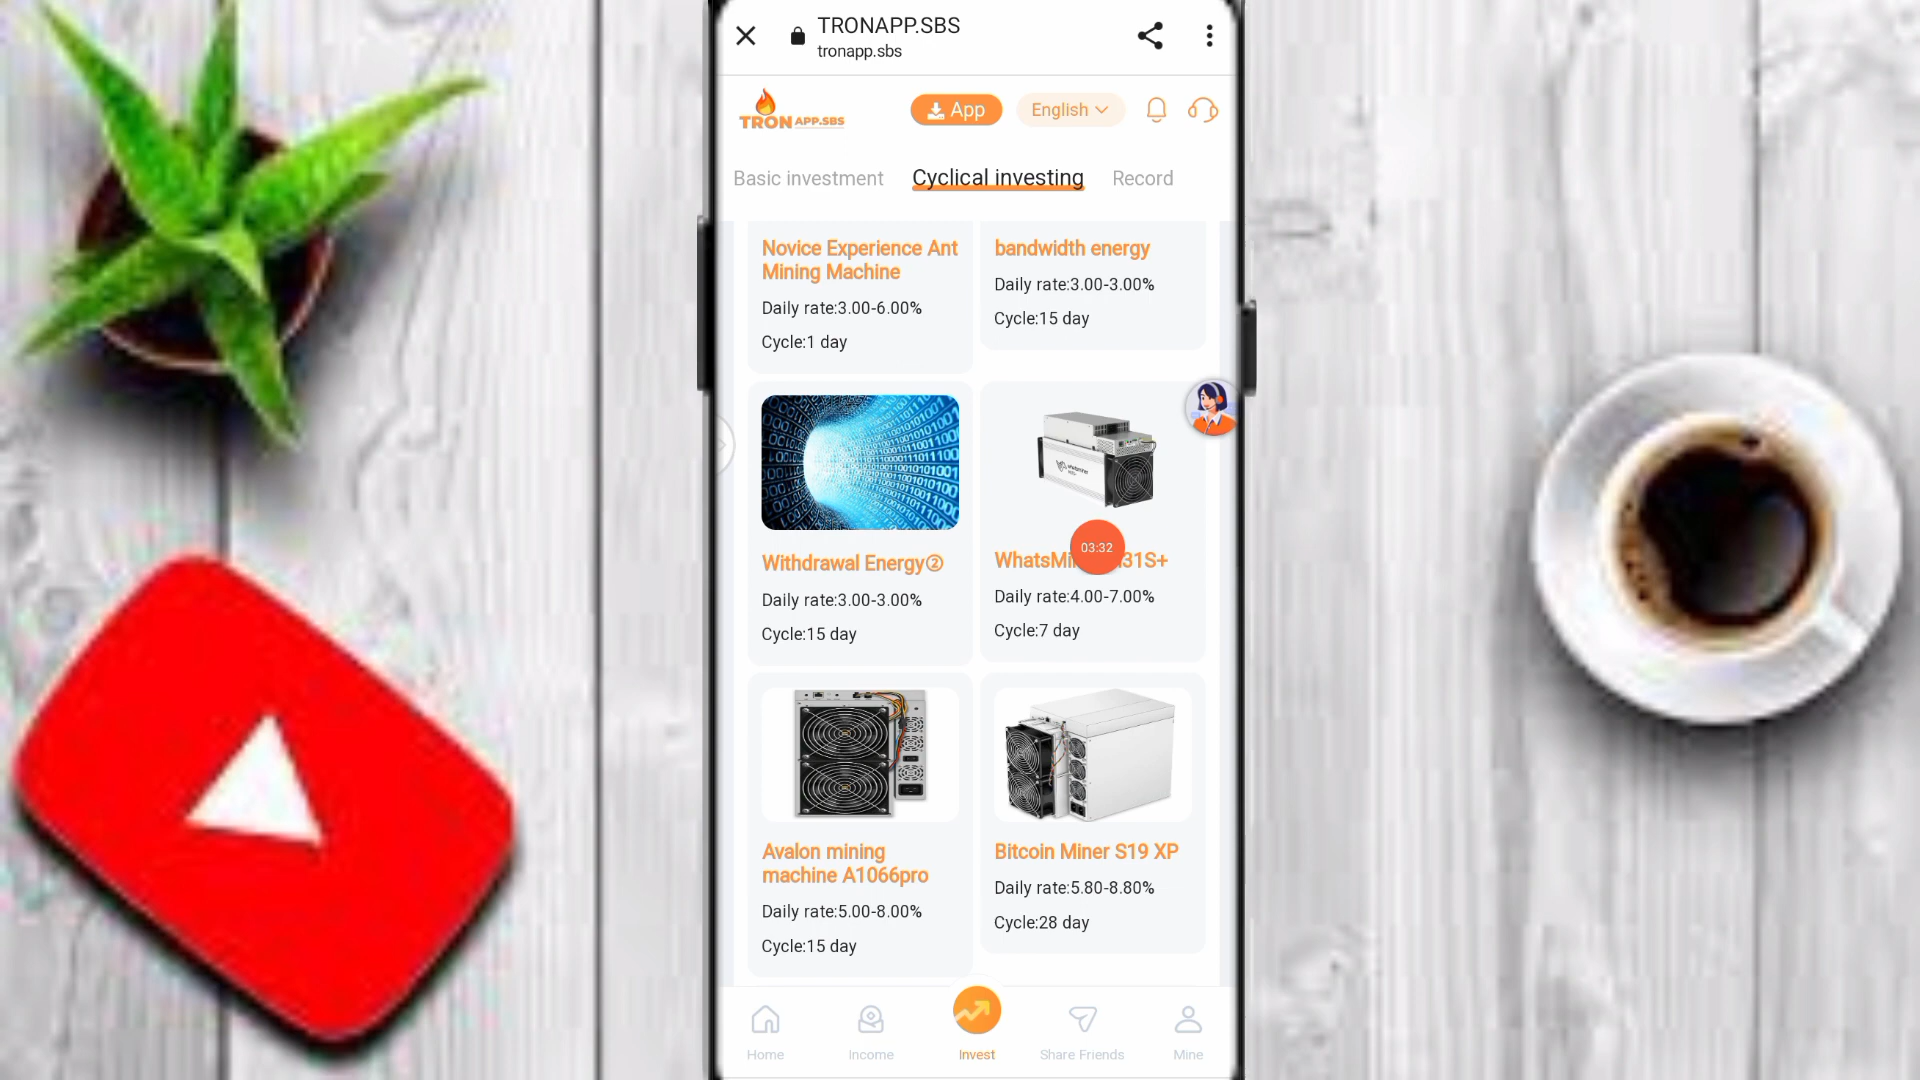 TRONAPP.SBS
tronapp.sbs
TRON APP.SBS
App
English
Basic investment
Cyclical investing
Record
Novice Experience Ant
Mining Machine
Daily rate:3.00-6.00%
Cycle:1 day
bandwidth energy
Daily rate:3.00-3.00%
Cycle:15 day
Withdrawal Energy②
Daily rate:3.00-3.00%
Cycle:15 day
03:32
31S+
Daily rate:4.00-7.00%
Cycle:7 day
Avalon mining
machine A1066pro
Daily rate:5.00-8.00%
Cycle:15 day
Bitcoin Miner S19 XP
Daily rate:5.80-8.80%
Cycle:28 day
Home
Income
Invest
Share Friends
Mine